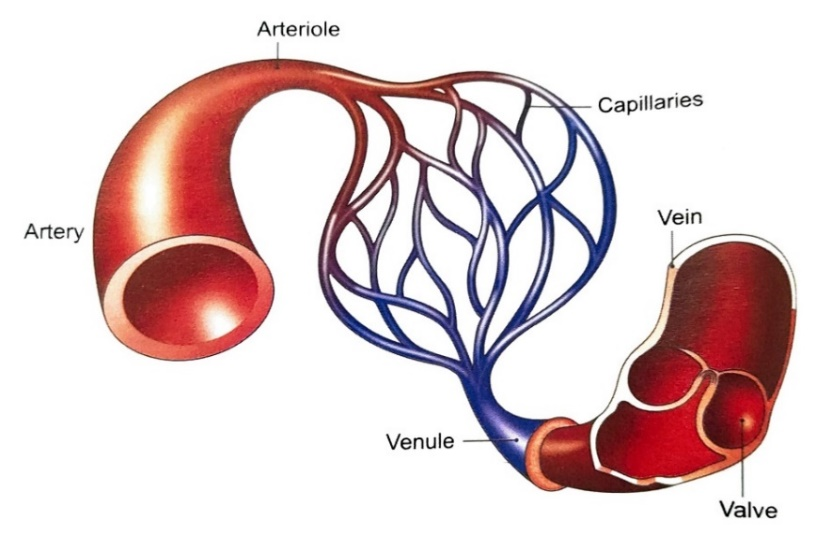 Arteriole
Capillaries
Artery
Vein
Venule
Valve